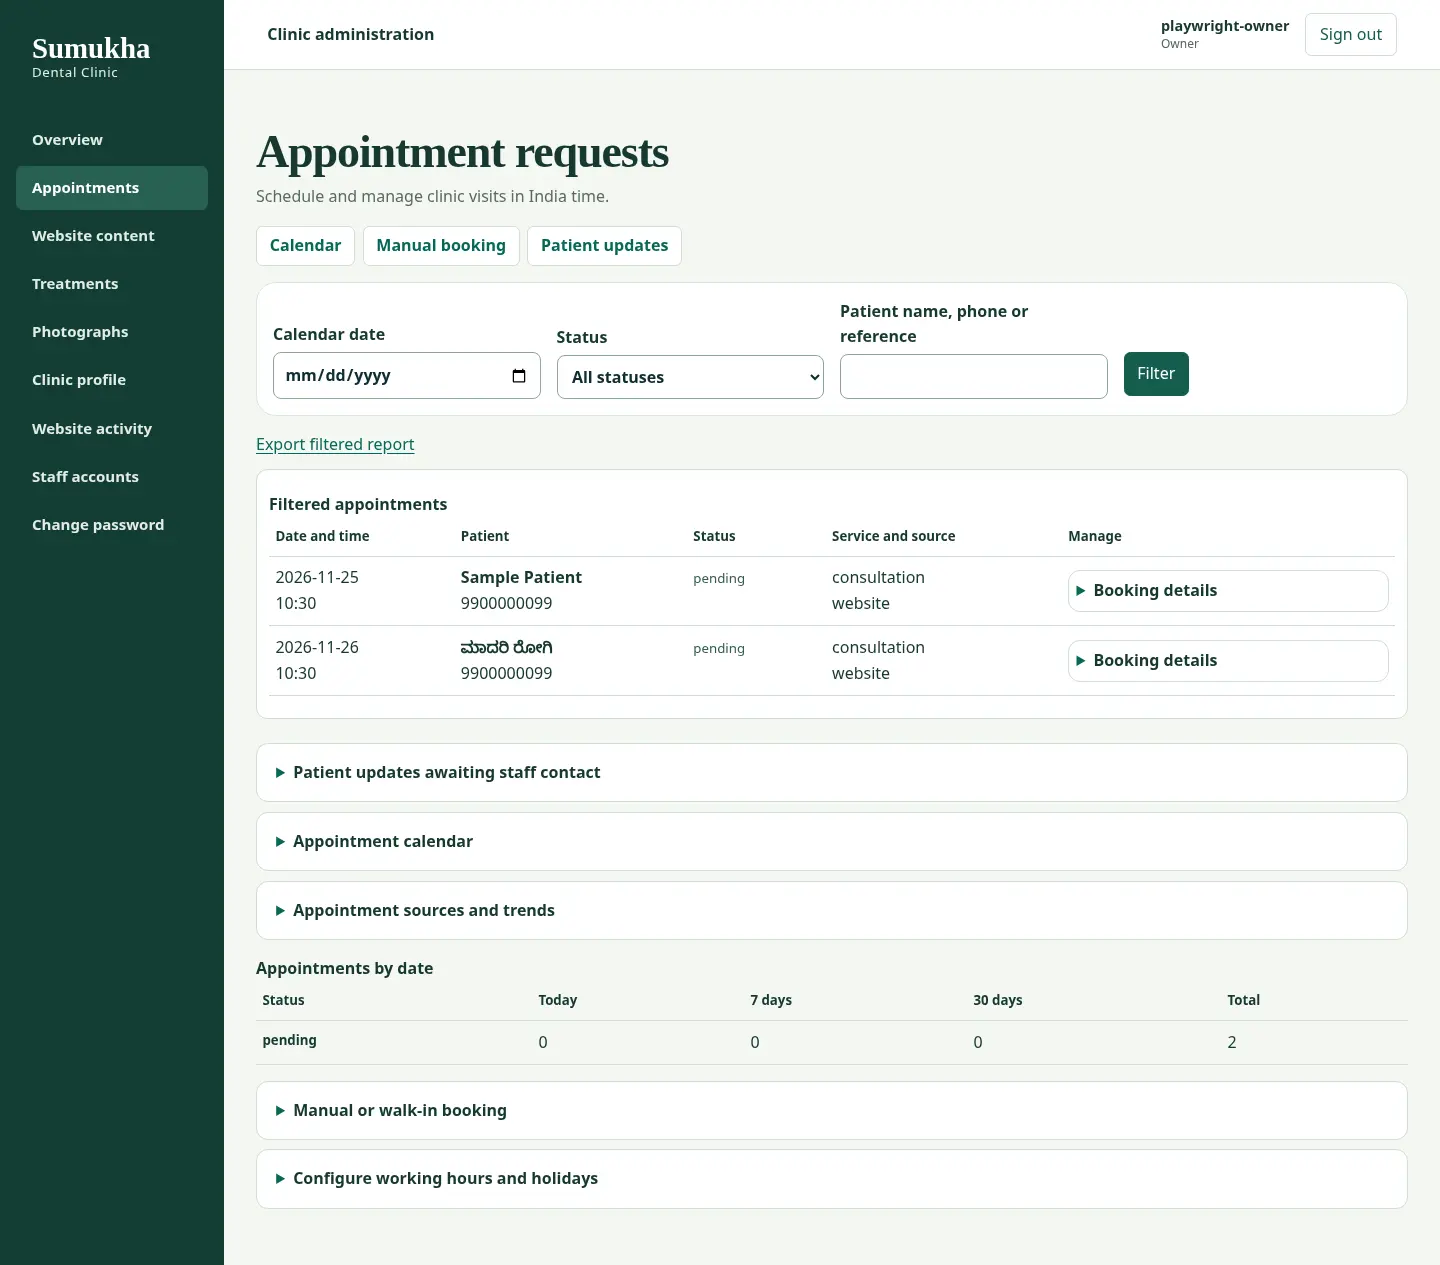 Sumukha
Dental Clinic
Overview
Appointments
Website content
Treatments
Photographs
Clinic profile
Website activity
Staff accounts
Change password
Clinic administration
playwright-owner
Owner
Sign out
Appointment requests
Schedule and manage clinic visits in India time.
Calendar
Manual booking
Patient updates
Calendar date
mm/dd/yyyy
Status
All statuses
Patient name, phone or
reference
Filter
Export filtered report
Filtered appointments
Date and time Patient Status Service and source Manage
2026-11-25 Sample Patient pending consultation Booking details
10:30 9900000099 website
2026-11-26 ಮಾದರಿ ರೋಗಿ pending consultation Booking details
10:30 9900000099 website
Patient updates awaiting staff contact
Appointment calendar
Appointment sources and trends
Appointments by date
Status Today 7 days 30 days Total
pending 0 0 0 2
Manual or walk-in booking
Configure working hours and holidays